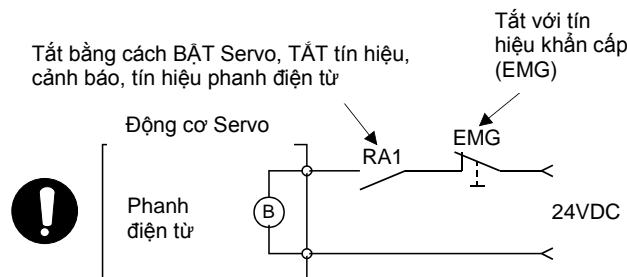 Tắt với tín
hiệu khẩn cấp
(EMG)
Tắt bằng cách BẬT Servo, TẮT tín hiệu,
cảnh báo, tín hiệu phanh điện từ
Động cơ Servo
RA1
EMG
Phanh
điện từ
B
24VDC